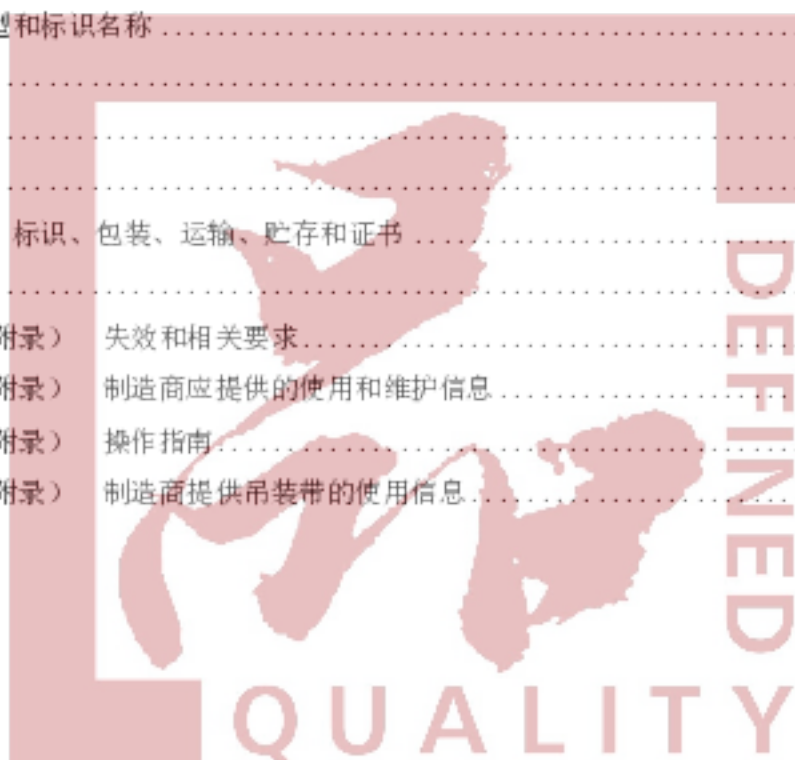 型和标识名称 ........................................
........................................
........................................
........................................
标识、包装、运输、贮存和证书 ........................................
........................................
附录） 失效和相关要求........................................
附录） 制造商应提供的使用和维护信息........................................
附录） 操作指南........................................
附录） 制造商提供吊装带的使用信息........................................
DEFINED
QUALITY